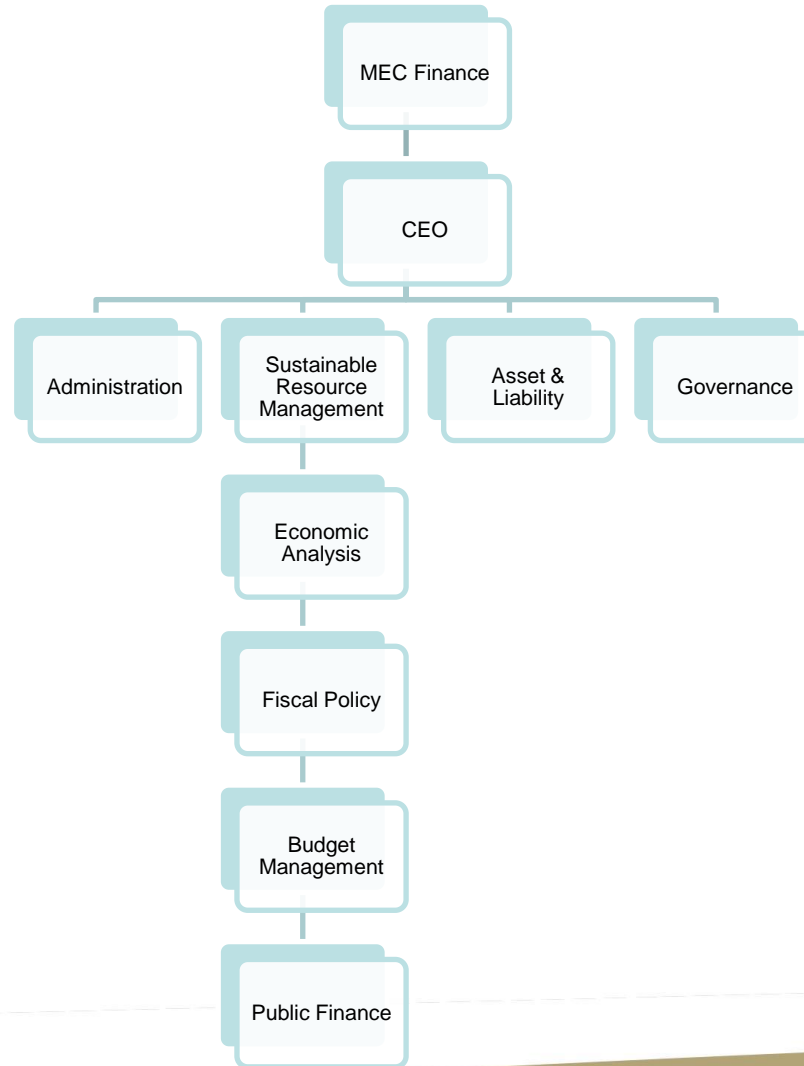 MEC Finance
CEO
Administration
Sustainable
Resource
Management
Asset &
Liability
Governance
Economic
Analysis
Fiscal Policy
Budget
Management
Public Finance